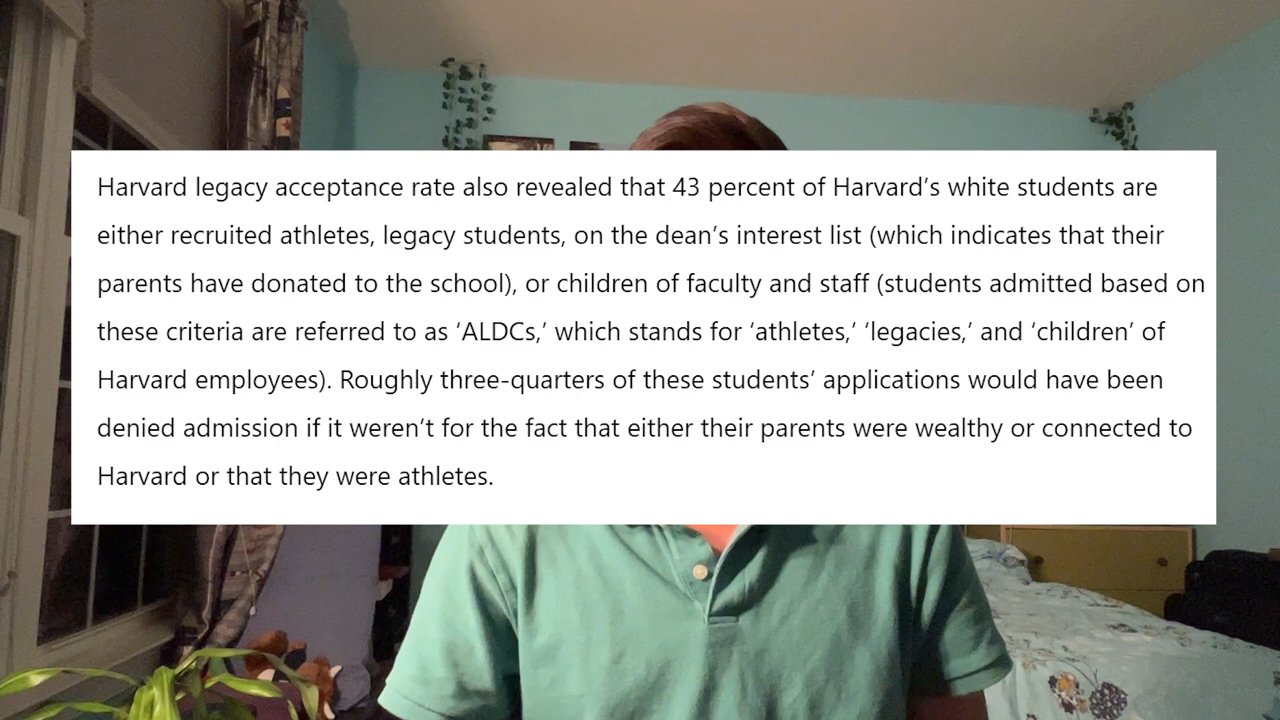 Harvard legacy acceptance rate also revealed that 43 percent of Harvard’s white students are
either recruited athletes, legacy students, on the dean’s interest list (which indicates that their
parents have donated to the school), or children of faculty and staff (students admitted based on
these criteria are referred to as ‘ALDCs,’ which stands for ‘athletes,’ ‘legacies,’ and ‘children’ of
Harvard employees). Roughly three-quarters of these students’ applications would have been
denied admission if it weren’t for the fact that either their parents were wealthy or connected to
Harvard or that they were athletes.